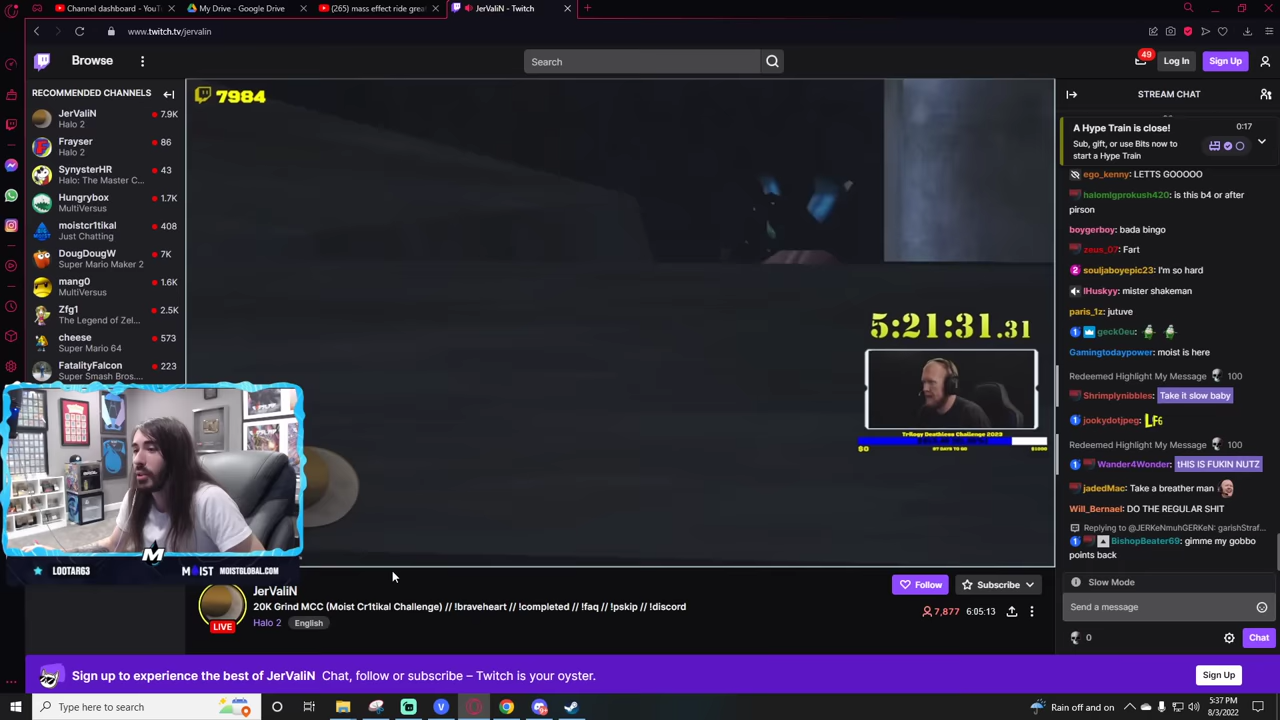 Channel dashboard - YouT
My Drive - Google Drive
(265) mass effect ride grea
JerValiN - Twitch
www.twitch.tv/jervalin
Browse
Search
49
Log In
Sign Up
RECOMMENDED CHANNELS
JerValiN
7.9K
Halo 2
Frayser
86
Halo 2
SynysterHR
43
Halo: The Master C...
Hungrybox
1.7K
MultiVersus
moistcr1tikal
408
Just Chatting
DougDougW
7K
Super Mario Maker 2
mang0
1.6K
MultiVersus
Zfg1
2.5K
The Legend of Zel...
cheese
573
Super Mario 64
FatalityFalcon
223
Super Smash Bros....
7984
5:21:31.31
Trilogy Deathless Challenge 2023
$0
$1000
M
LOOTAR63
MOIST
MOISTGLOBAL.COM
JerValiN
20K Grind MCC (Moist Cr1tikal Challenge) // !braveheart // !completed // !faq // !pskip // !discord
Halo 2
English
LIVE
Follow
Subscribe
7,877
6:05:13
STREAM CHAT
A Hype Train is close!
0:17
Sub, gift, or use Bits now to
start a Hype Train
ego_kenny: LETTS GOOOOO
halomlgprokush420: is this b4 or after
pirson
boygerboy: bada bingo
zeus_07: Fart
souljaboyepic23: I'm so hard
IHuskyy: mister shakeman
paris_1z: jutuve
geck0eu:
Gamingtodaypower: moist is here
Redeemed Highlight My Message 100
Shrimplynibbles: Take it slow baby
jookydotjpeg: LFG
Redeemed Highlight My Message 100
Wander4Wonder: tHIS IS FUKIN NUTZ
jadedMac: Take a breather man
Will_Bernael: DO THE REGULAR SHIT
Replying to @JERKeNmuhGERKeN: garishStraf...
BishopBeater69: gimme my gobbo
points back
Slow Mode
Send a message
0
Chat
Sign up to experience the best of JerValiN
Chat, follow or subscribe – Twitch is your oyster.
Sign Up
Type here to search
Rain off and on
5:37 PM
8/3/2022